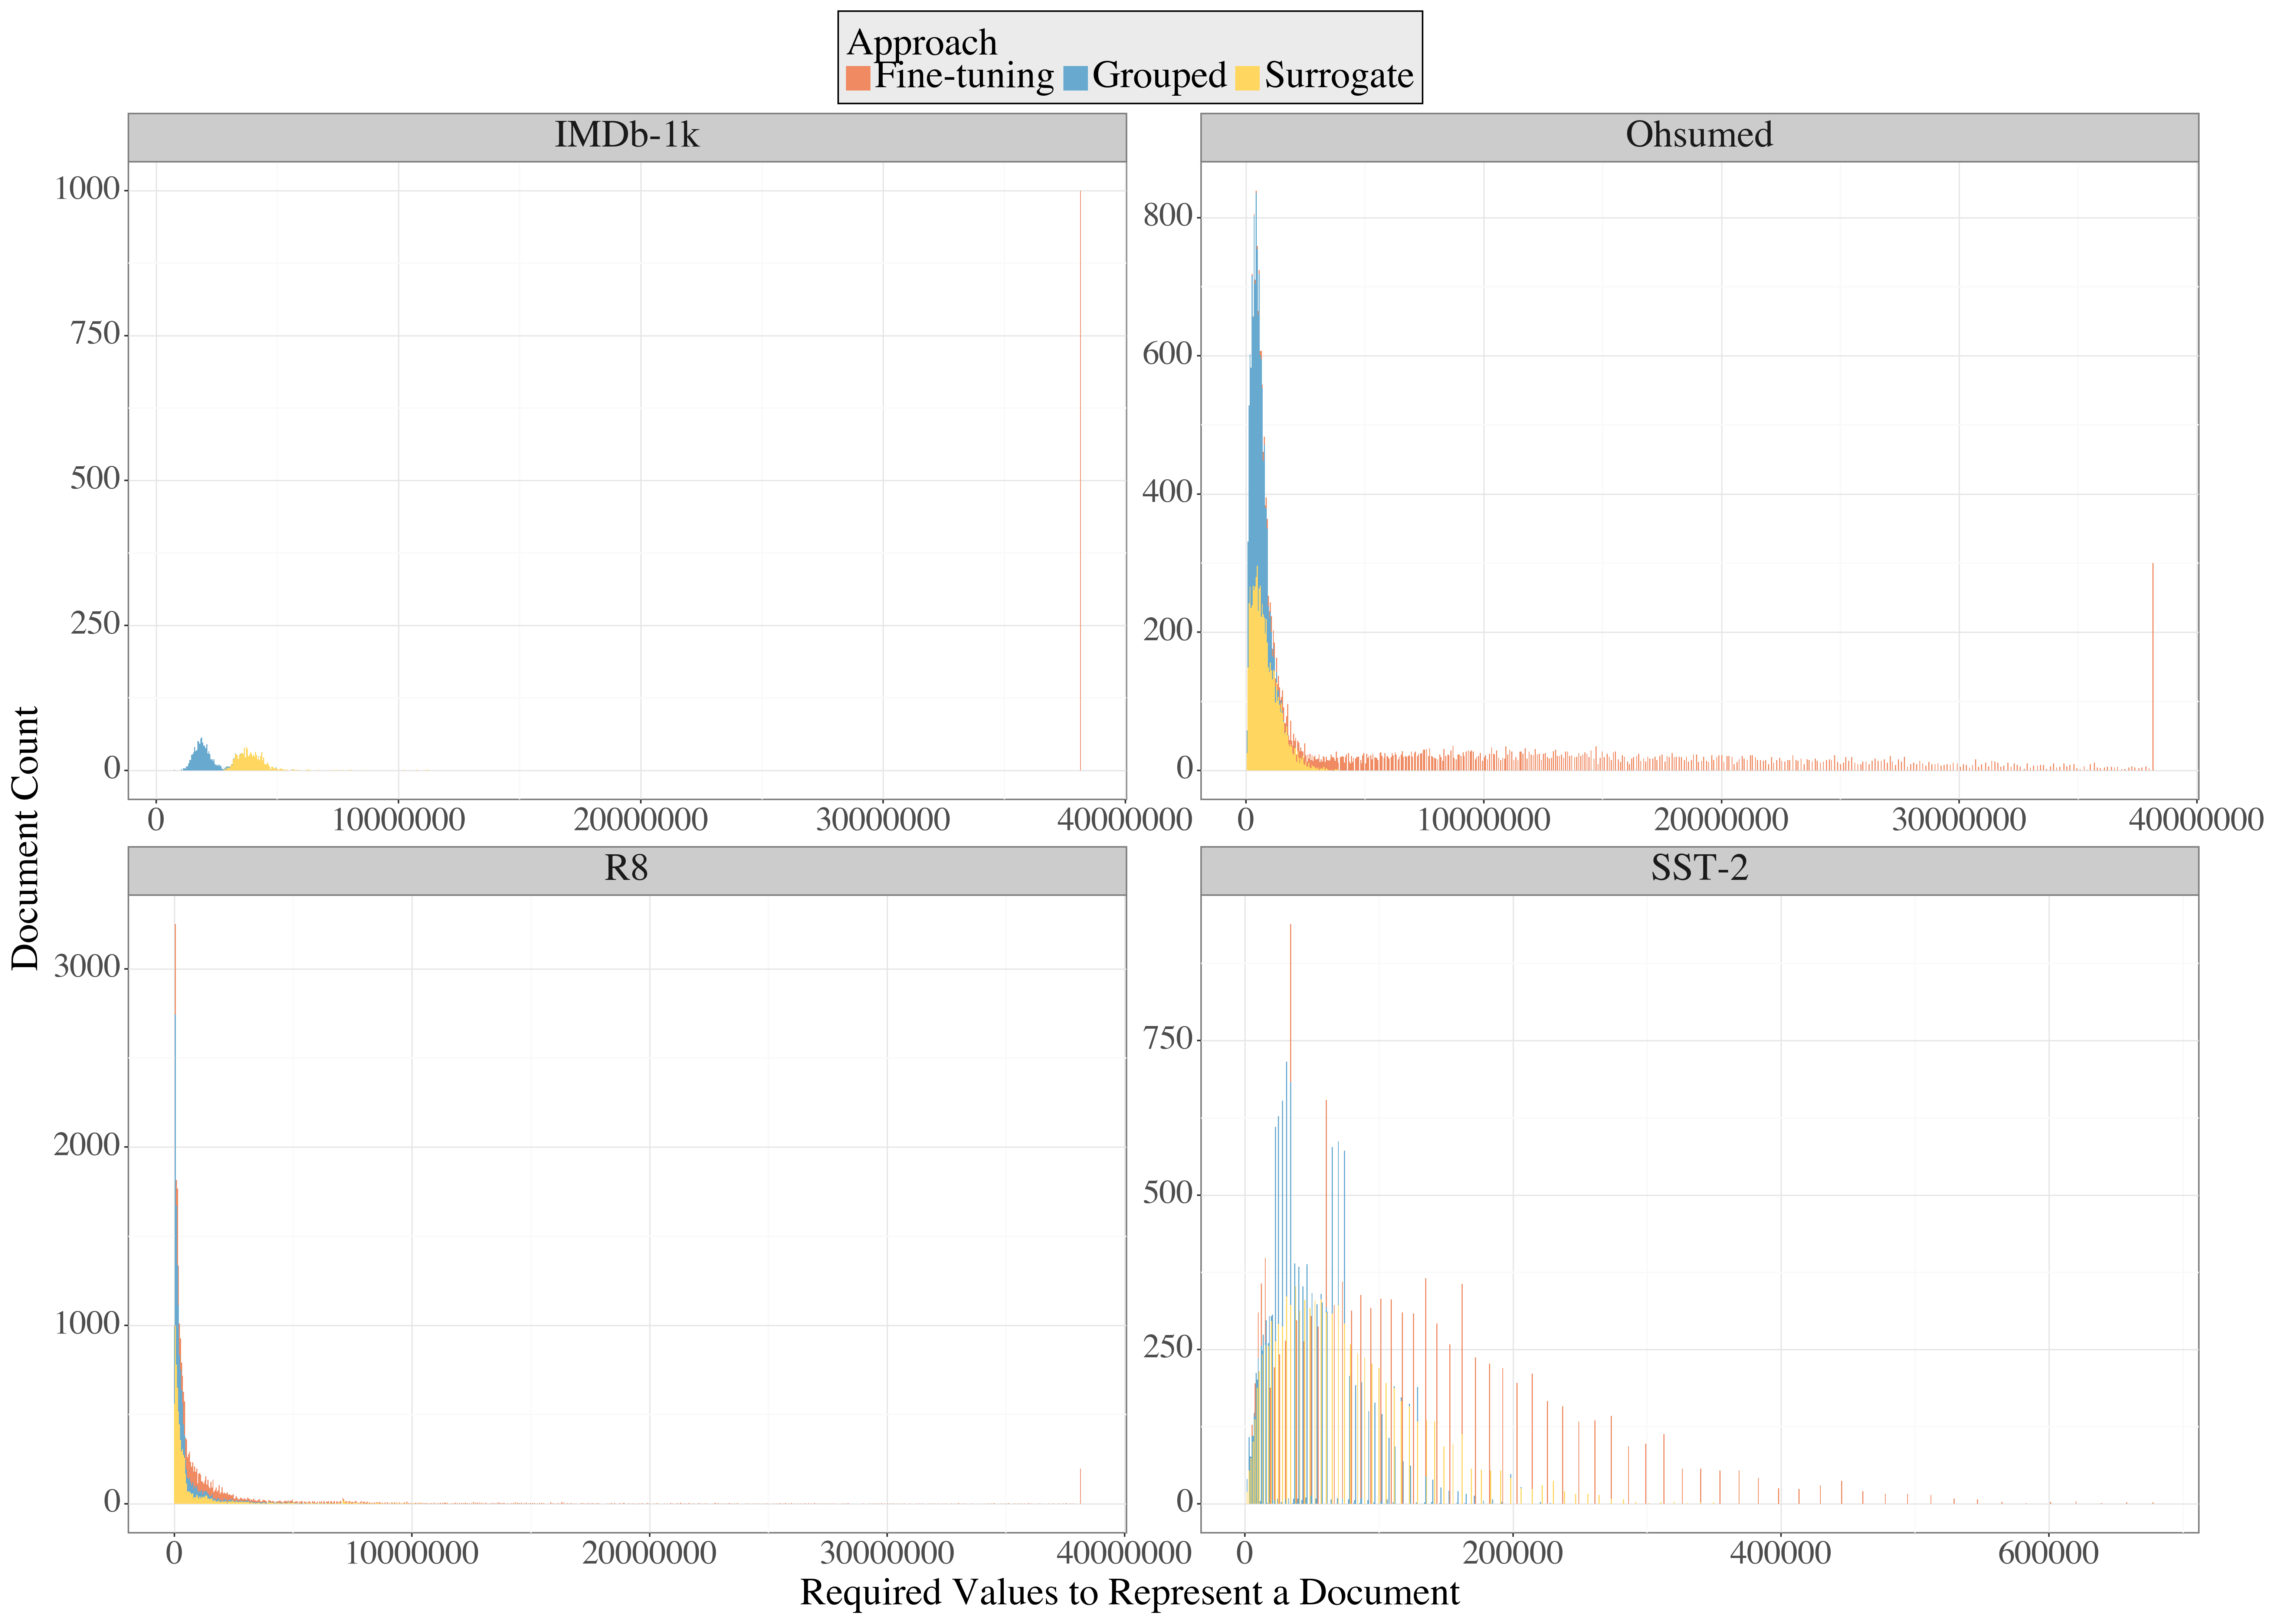 Approach
Fine-tuning Grouped Surrogate
IMDb-1k
Ohsumed
1000
750
500
250
0
0 10000000 20000000 30000000 40000000
800
600
400
200
0
0 10000000 20000000 30000000 40000000
R8
SST-2
3000
2000
1000
0
0 10000000 20000000 30000000 40000000
750
500
250
0
0 200000 400000 600000
Document Count
Required Values to Represent a Document